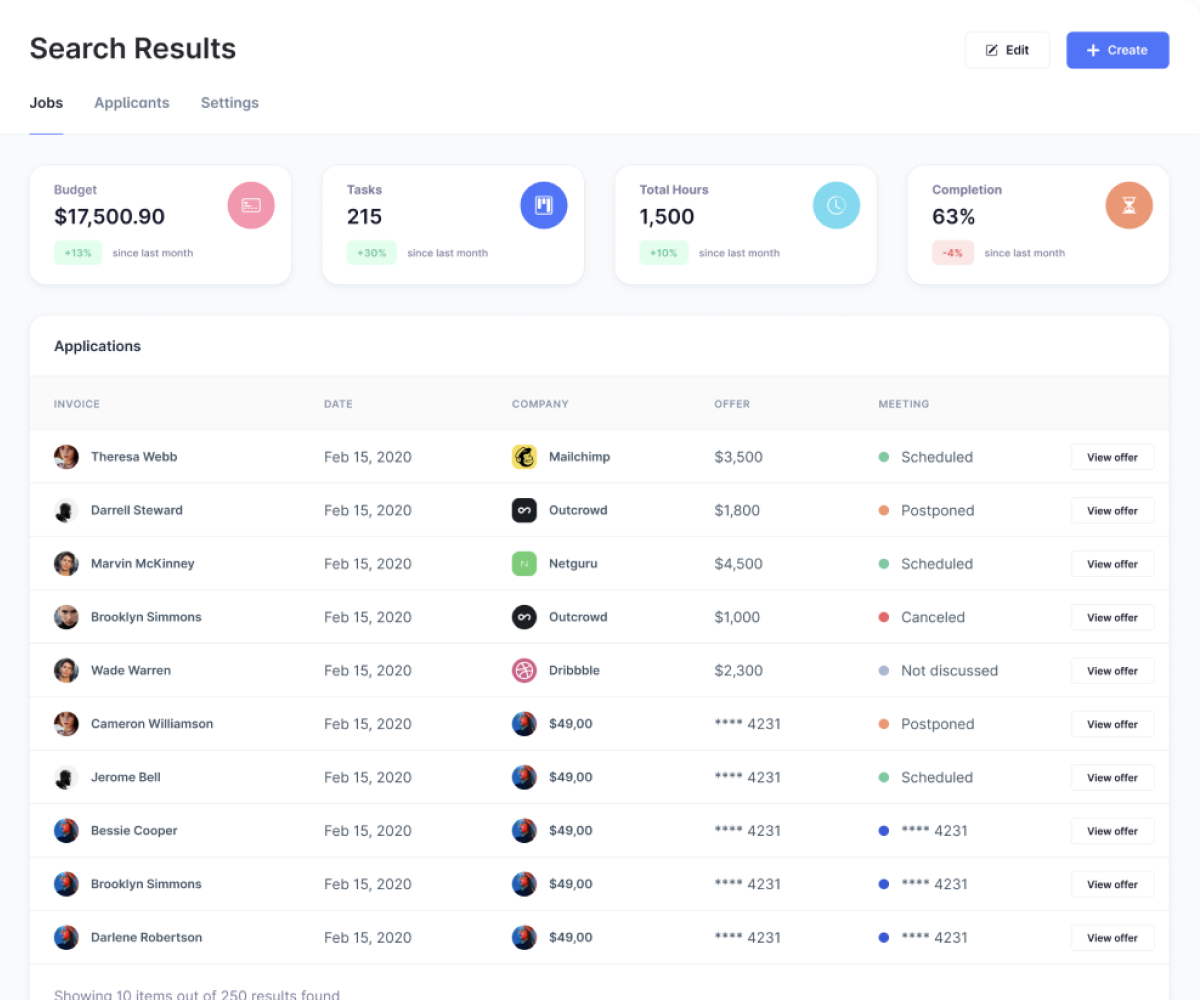 Search Results
Edit
Create
Jobs Applicants Settings
Budget
$17,500.90
+13% since last month
Tasks
215
+30% since last month
Total Hours
1,500
+10% since last month
Completion
63%
-4% since last month
Applications
INVOICE DATE COMPANY OFFER MEETING
Theresa Webb Feb 15, 2020 Mailchimp $3,500 Scheduled View offer
Darrell Steward Feb 15, 2020 Outcrowd $1,800 Postponed View offer
Marvin McKinney Feb 15, 2020 N Netguru $4,500 Scheduled View offer
Brooklyn Simmons Feb 15, 2020 Outcrowd $1,000 Canceled View offer
Wade Warren Feb 15, 2020 Dribbble $2,300 Not discussed View offer
Cameron Williamson Feb 15, 2020 $49,00 **** 4231 Postponed View offer
Jerome Bell Feb 15, 2020 $49,00 **** 4231 Scheduled View offer
Bessie Cooper Feb 15, 2020 $49,00 **** 4231 **** 4231 View offer
Brooklyn Simmons Feb 15, 2020 $49,00 **** 4231 **** 4231 View offer
Darlene Robertson Feb 15, 2020 $49,00 **** 4231 **** 4231 View offer
Showing 10 items out of 250 results found